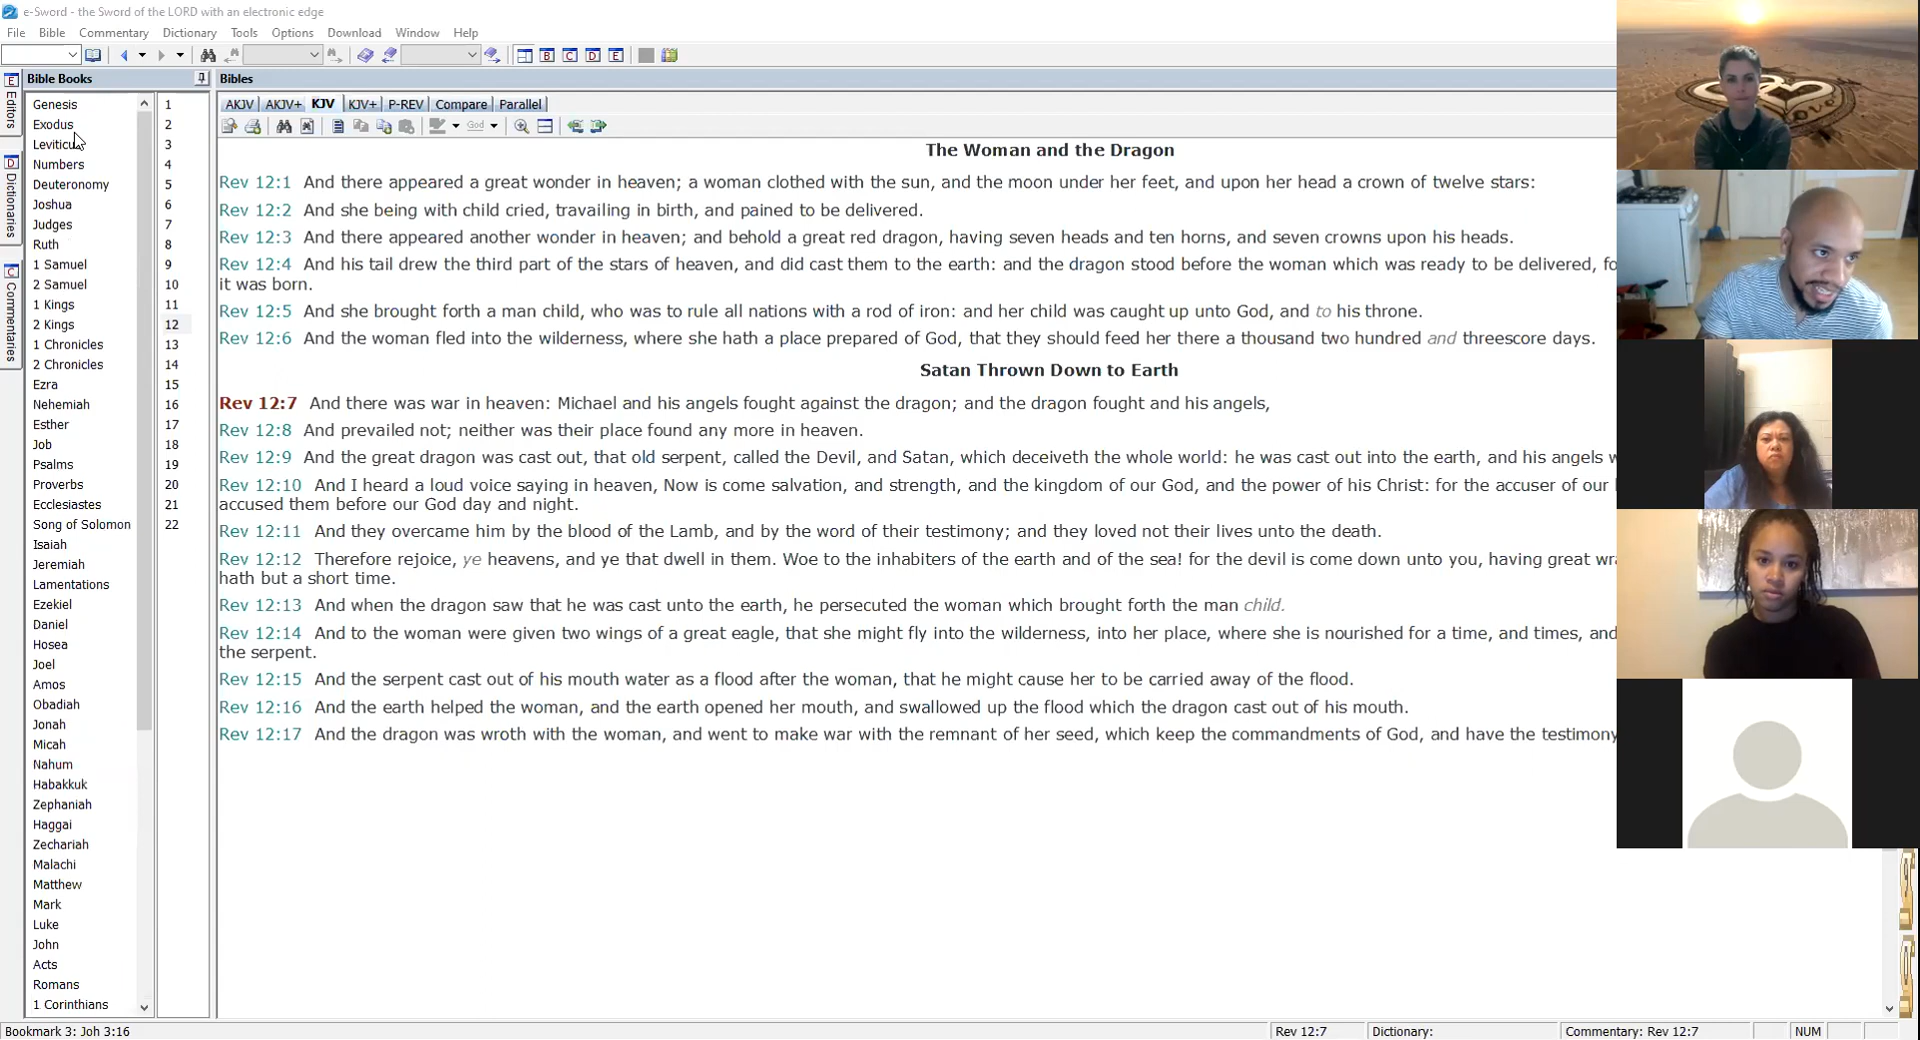 e-Sword - the Sword of the LORD with an electronic edge
File Bible Commentary Dictionary Tools Options Download Window Help
B C D E
Bible Books
Bibles
E Editors
D Dictionaries
C Commentaries
Genesis
Exodus
Leviticu
Numbers
Deuteronomy
Joshua
Judges
Ruth
1 Samuel
2 Samuel
1 Kings
2 Kings
1 Chronicles
2 Chronicles
Ezra
Nehemiah
Esther
Job
Psalms
Proverbs
Ecclesiastes
Song of Solomon
Isaiah
Jeremiah
Lamentations
Ezekiel
Daniel
Hosea
Joel
Amos
Obadiah
Jonah
Micah
Nahum
Habakkuk
Zephaniah
Haggai
Zechariah
Malachi
Matthew
Mark
Luke
John
Acts
Romans
1 Corinthians
1
2
3
4
5
6
7
8
9
10
11
12
13
14
15
16
17
18
19
20
21
22
AKJV AKJV+ KJV KJV+ P-REV Compare Parallel
God
The Woman and the Dragon
Rev 12:1 And there appeared a great wonder in heaven; a woman clothed with the sun, and the moon under her feet, and upon her head a crown of twelve stars:
Rev 12:2 And she being with child cried, travailing in birth, and pained to be delivered.
Rev 12:3 And there appeared another wonder in heaven; and behold a great red dragon, having seven heads and ten horns, and seven crowns upon his heads.
Rev 12:4 And his tail drew the third part of the stars of heaven, and did cast them to the earth: and the dragon stood before the woman which was ready to be delivered, fo
it was born.
Rev 12:5 And she brought forth a man child, who was to rule all nations with a rod of iron: and her child was caught up unto God, and to his throne.
Rev 12:6 And the woman fled into the wilderness, where she hath a place prepared of God, that they should feed her there a thousand two hundred and threescore days.
Satan Thrown Down to Earth
Rev 12:7 And there was war in heaven: Michael and his angels fought against the dragon; and the dragon fought and his angels,
Rev 12:8 And prevailed not; neither was their place found any more in heaven.
Rev 12:9 And the great dragon was cast out, that old serpent, called the Devil, and Satan, which deceiveth the whole world: he was cast out into the earth, and his angels w
Rev 12:10 And I heard a loud voice saying in heaven, Now is come salvation, and strength, and the kingdom of our God, and the power of his Christ: for the accuser of our
accused them before our God day and night.
Rev 12:11 And they overcame him by the blood of the Lamb, and by the word of their testimony; and they loved not their lives unto the death.
Rev 12:12 Therefore rejoice, ye heavens, and ye that dwell in them. Woe to the inhabiters of the earth and of the sea! for the devil is come down unto you, having great wr
hath but a short time.
Rev 12:13 And when the dragon saw that he was cast unto the earth, he persecuted the woman which brought forth the man child.
Rev 12:14 And to the woman were given two wings of a great eagle, that she might fly into the wilderness, into her place, where she is nourished for a time, and times, and
the serpent.
Rev 12:15 And the serpent cast out of his mouth water as a flood after the woman, that he might cause her to be carried away of the flood.
Rev 12:16 And the earth helped the woman, and the earth opened her mouth, and swallowed up the flood which the dragon cast out of his mouth.
Rev 12:17 And the dragon was wroth with the woman, and went to make war with the remnant of her seed, which keep the commandments of God, and have the testimony
Bookmark 3: Joh 3:16
Rev 12:7 Dictionary: Commentary: Rev 12:7 NUM